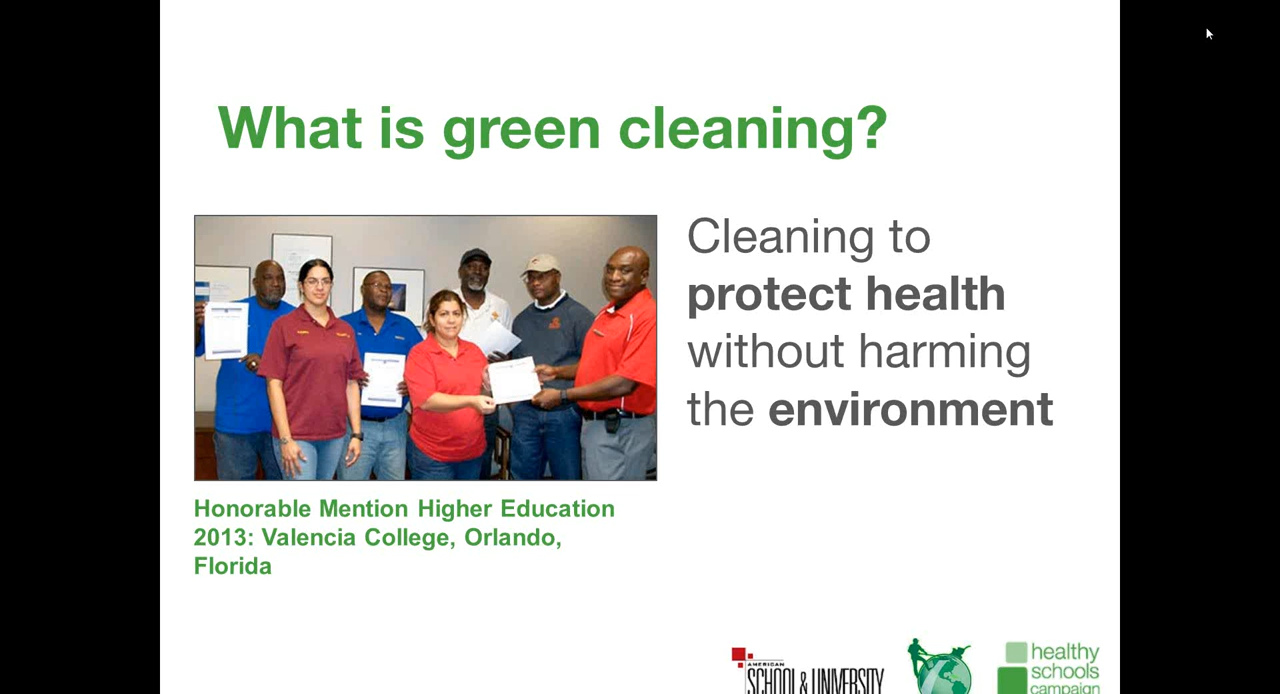 What is green cleaning?
Cleaning to
protect health
without harming
the environment
Honorable Mention Higher Education
2013: Valencia College, Orlando,
Florida
AMERICAN
SCHOOL & UNIVERSITY
healthy
schools
campaign